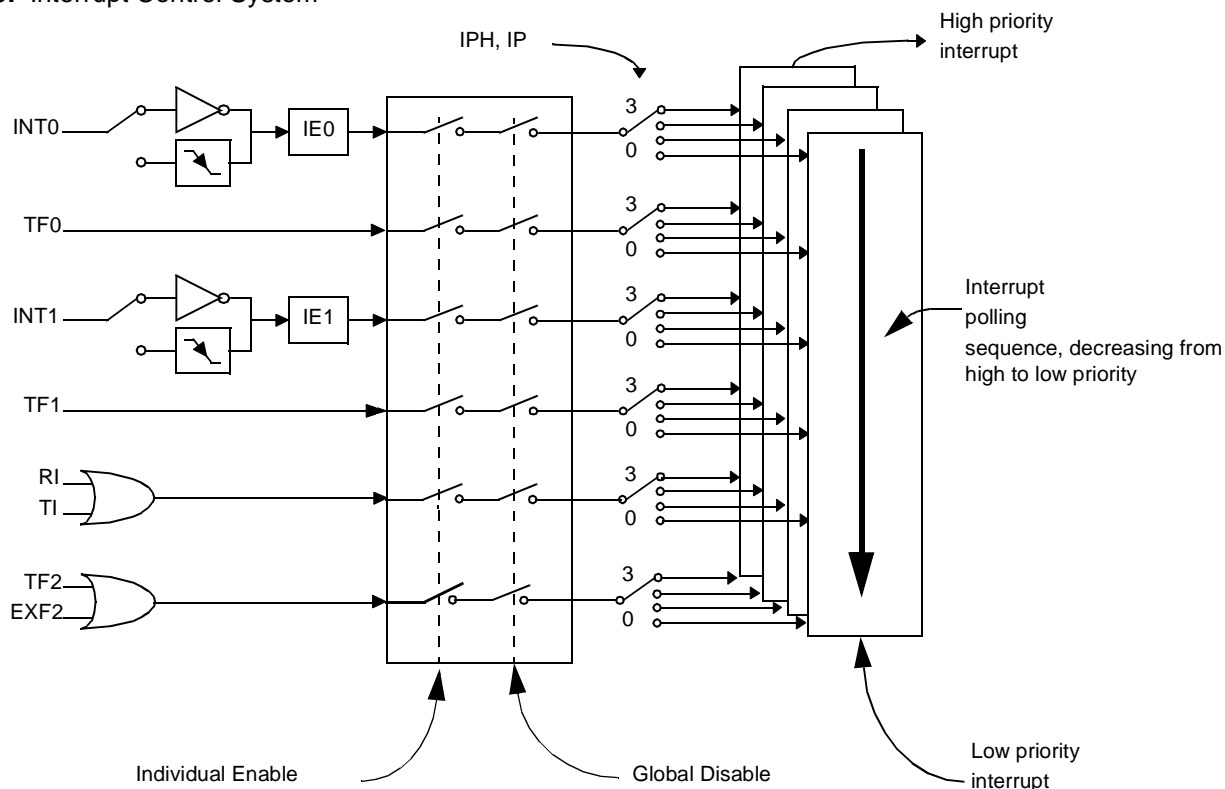 Interrupt Control System
High priority
interrupt
IPH, IP
INT0
IE0
3
0
TF0
3
0
INT1
IE1
3
0
Interrupt
polling
sequence, decreasing from
high to low priority
TF1
3
0
RI
TI
3
0
TF2
EXF2
3
0
Individual Enable
Global Disable
Low priority
interrupt